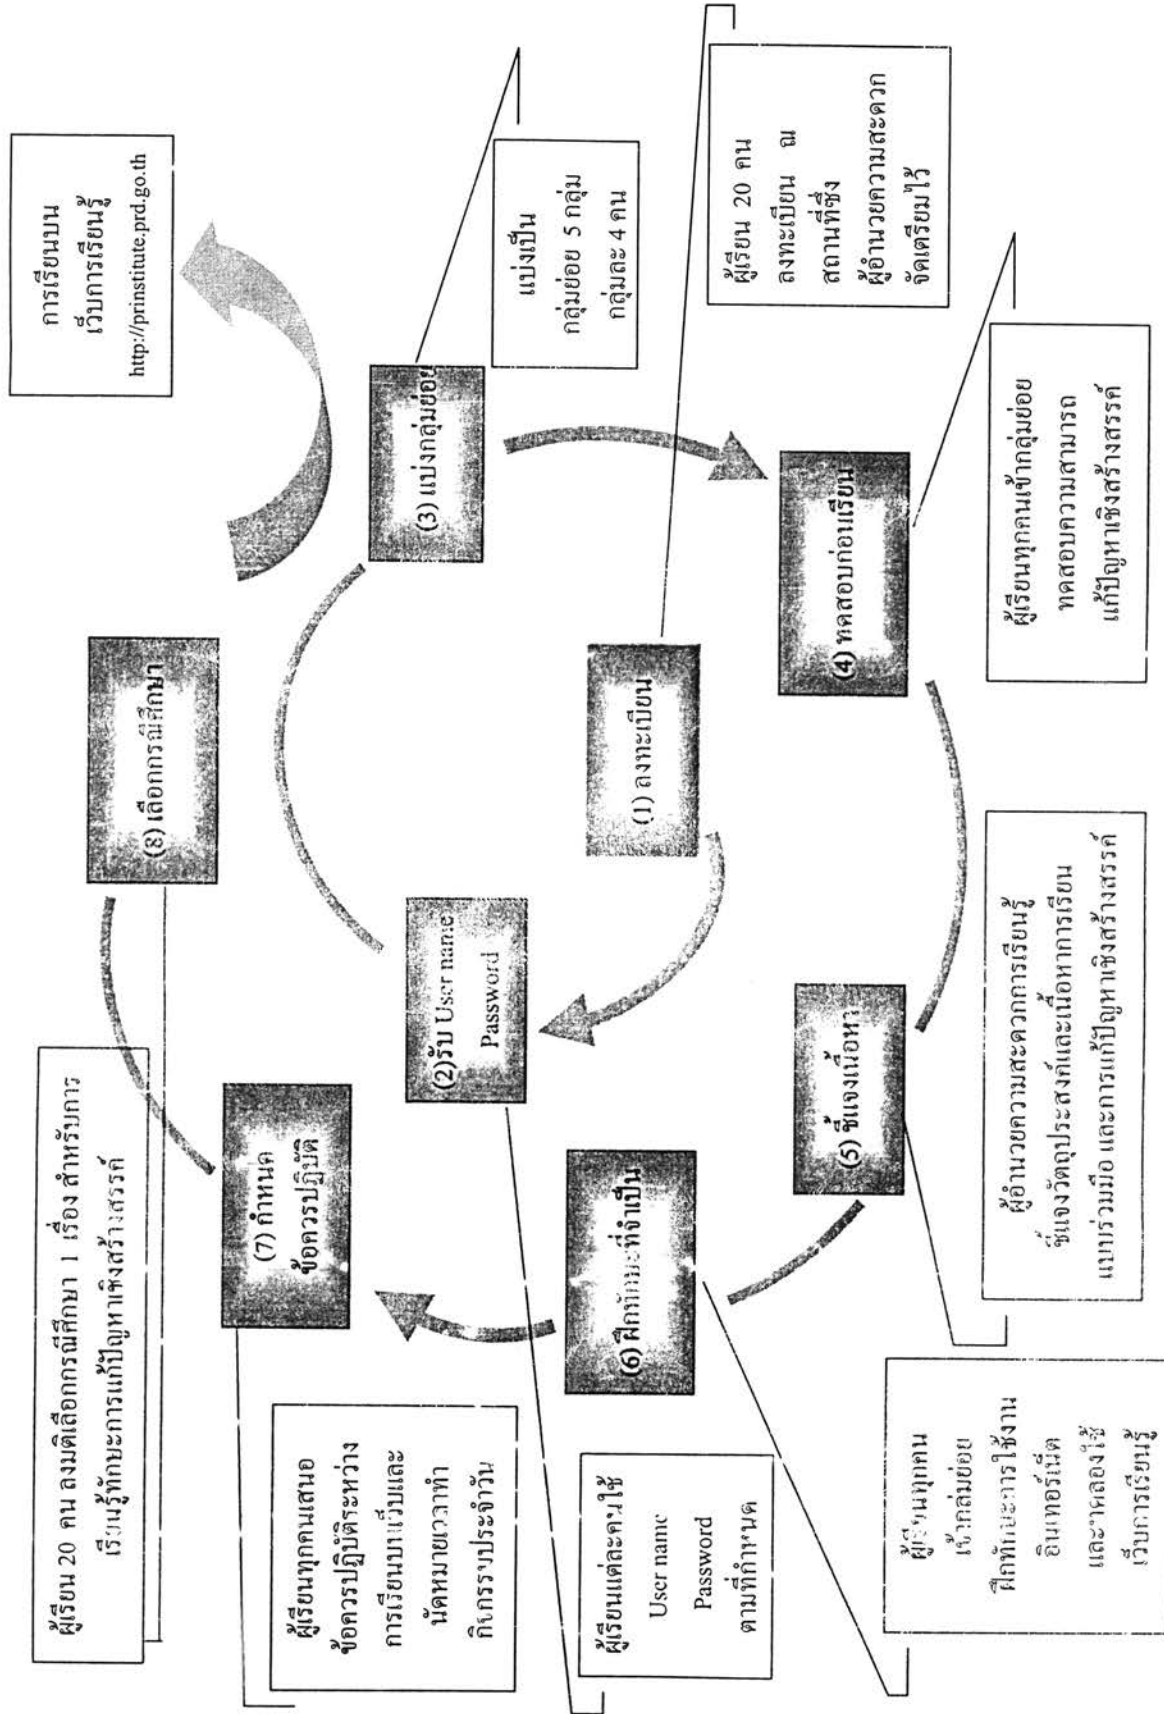 ผู้เรียน 20 คน ลงมติเลือกกรณีศึกษา 1 เรื่อง สำหรับการ
เรียนรู้ทักษะการแก้ปัญหาเชิงสร้างสรรค์
การเรียนบน
เว็บการเรียนรู้
http://prinstitute.prd.go.th
(8) เลือกกรณีศึกษา
(7) กำหนด
ข้อควรปฏิบัติ
ผู้เรียนทุกคนเสนอ
ข้อควรปฏิบัติระหว่าง
การเรียนบนเว็บและ
นัดหมายเวลาทำ
กิจกรรมประจำวัน
(3) แบ่งกลุ่มย่อย
แบ่งเป็น
กลุ่มย่อย 5 กลุ่ม
กลุ่มละ 4 คน
(2)รับ User name
Password
ผู้เรียนแต่ละคนใช้
User name
Password
ตามที่กำหนด
(1) ลงทะเบียน
ผู้เรียน 20 คน
ลงทะเบียน ณ
สถานที่ซึ่ง
ผู้อำนวยความสะดวก
จัดเตรียมไว้
(6) ฝึกทักษะที่จำเป็น
ผู้เรียนทุกคน
เข้ากลุ่มย่อย
ฝึกทักษะการใช้งาน
อินเทอร์เน็ต
และทดลองใช้
เว็บการเรียนรู้
(4) ทดสอบก่อนเรียน
ผู้เรียนทุกคนเข้ากลุ่มย่อย
ทดสอบความสามารถ
แก้ปัญหาเชิงสร้างสรรค์
(5) ชี้แจงเนื้อหา
ผู้อำนวยความสะดวกการเรียนรู้
ชี้แจงวัตถุประสงค์และเนื้อหาการเรียน
แบบร่วมมือ และการแก้ปัญหาเชิงสร้างสรรค์